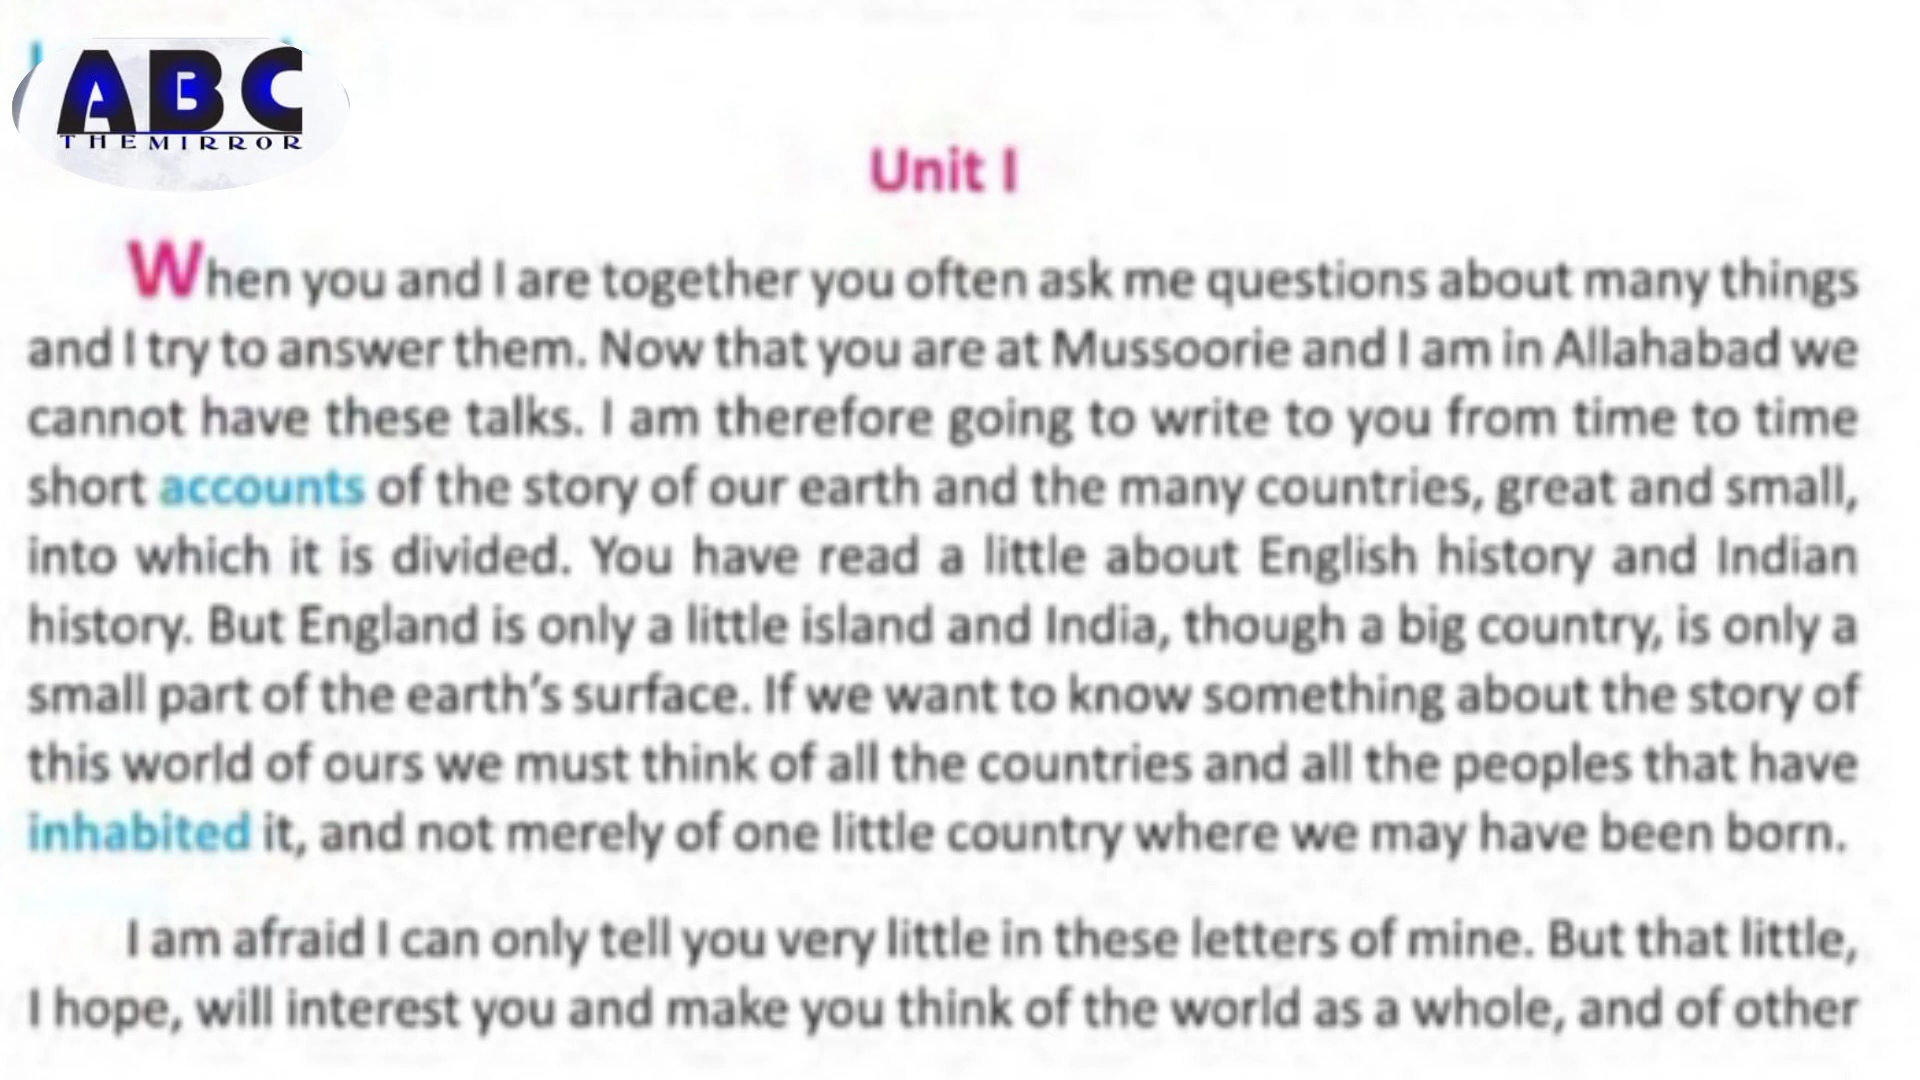 ABC
THEMIRROR
Unit I
When you and I are together you often ask me questions about many things
and I try to answer them. Now that you are at Mussoorie and I am in Allahabad we
cannot have these talks. I am therefore going to write to you from time to time
short accounts of the story of our earth and the many countries, great and small,
into which it is divided. You have read a little about English history and Indian
history. But England is only a little island and India, though a big country, is only a
small part of the earth's surface. If we want to know something about the story of
this world of ours we must think of all the countries and all the peoples that have
inhabited it, and not merely of one little country where we may have been born.
I am afraid I can only tell you very little in these letters of mine. But that little,
I hope, will interest you and make you think of the world as a whole, and of other